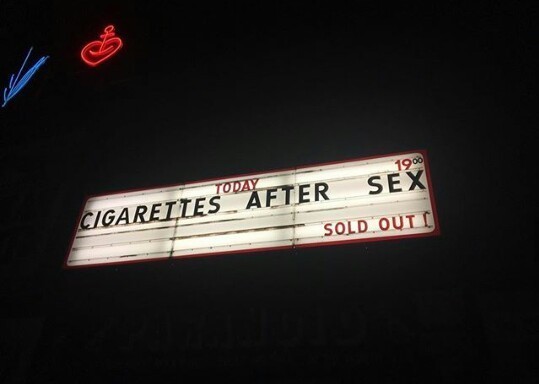 TODAY 19⁰⁰
CIGARETTES AFTER SEX
SOLD OUT!